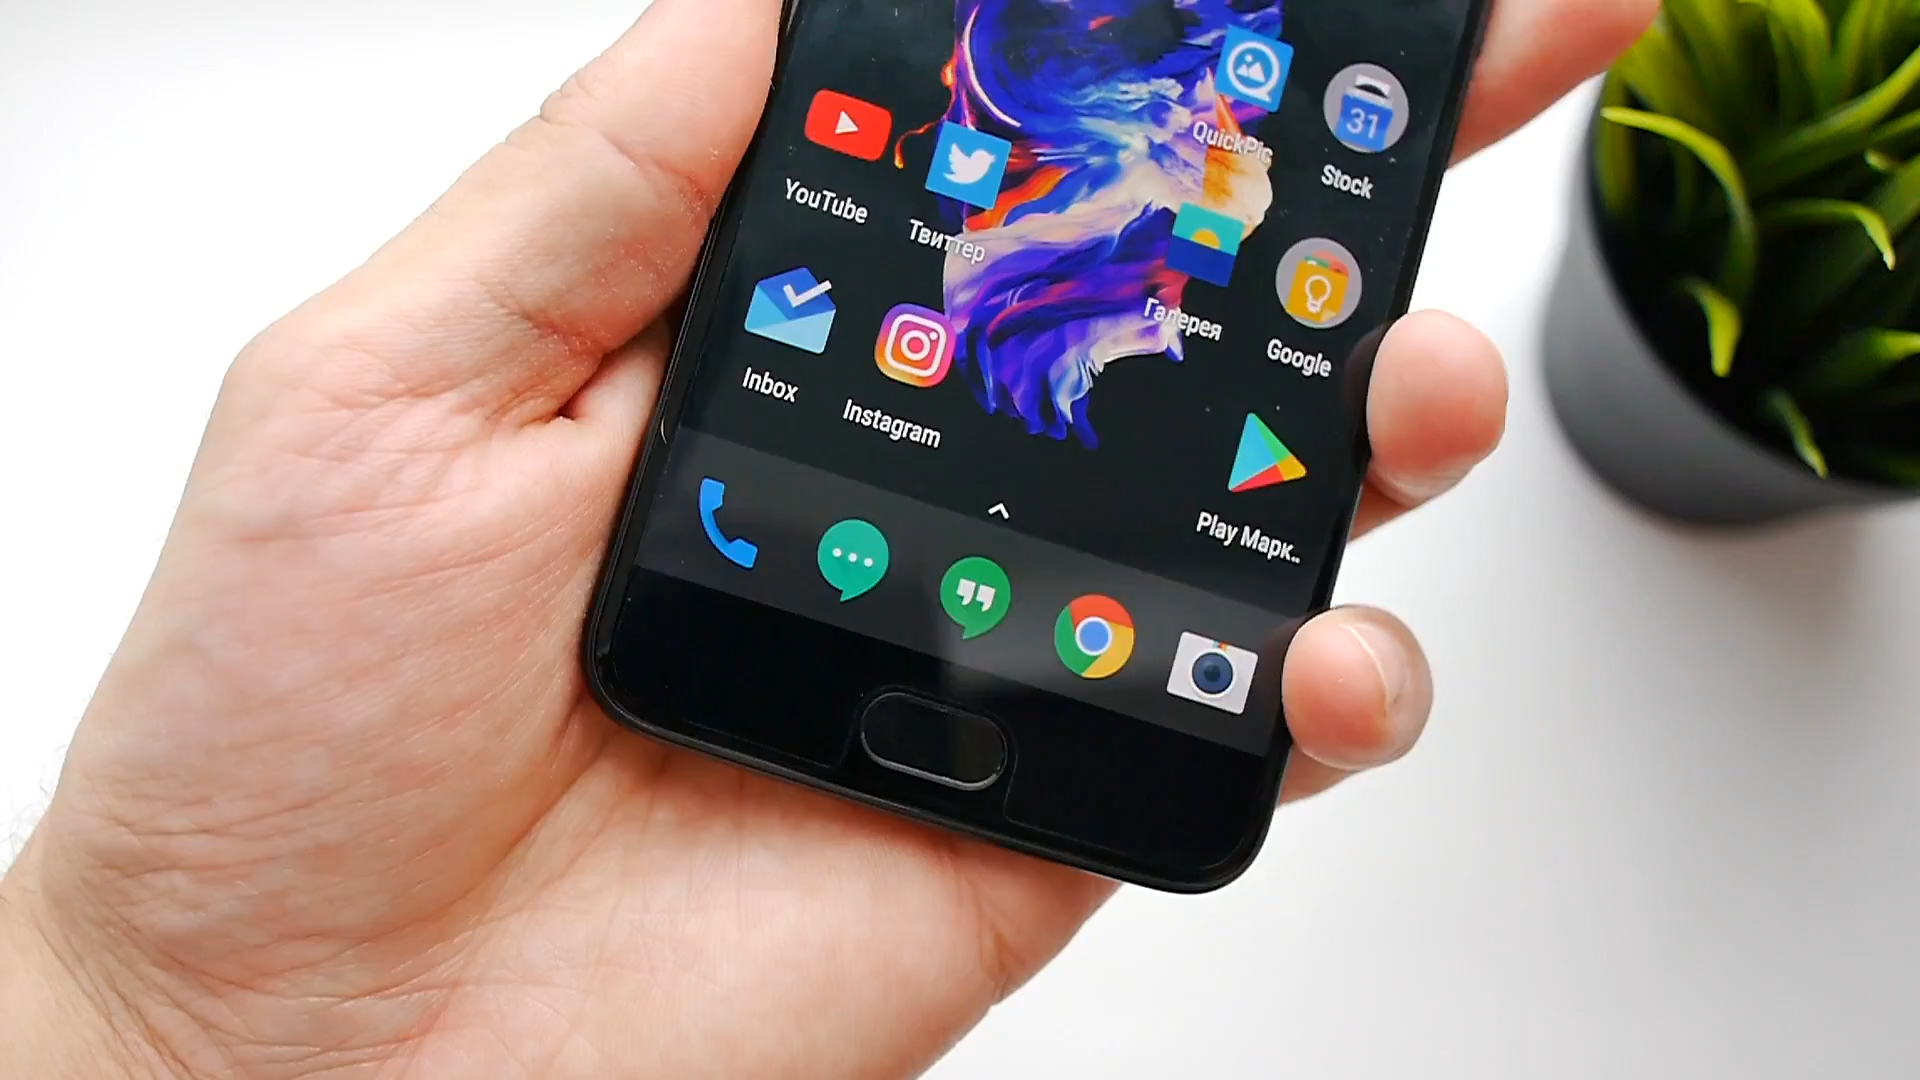 QuickPic
31
Stock
YouTube
Твиттер
Галерея
Google
Inbox
Instagram
Play Марк..